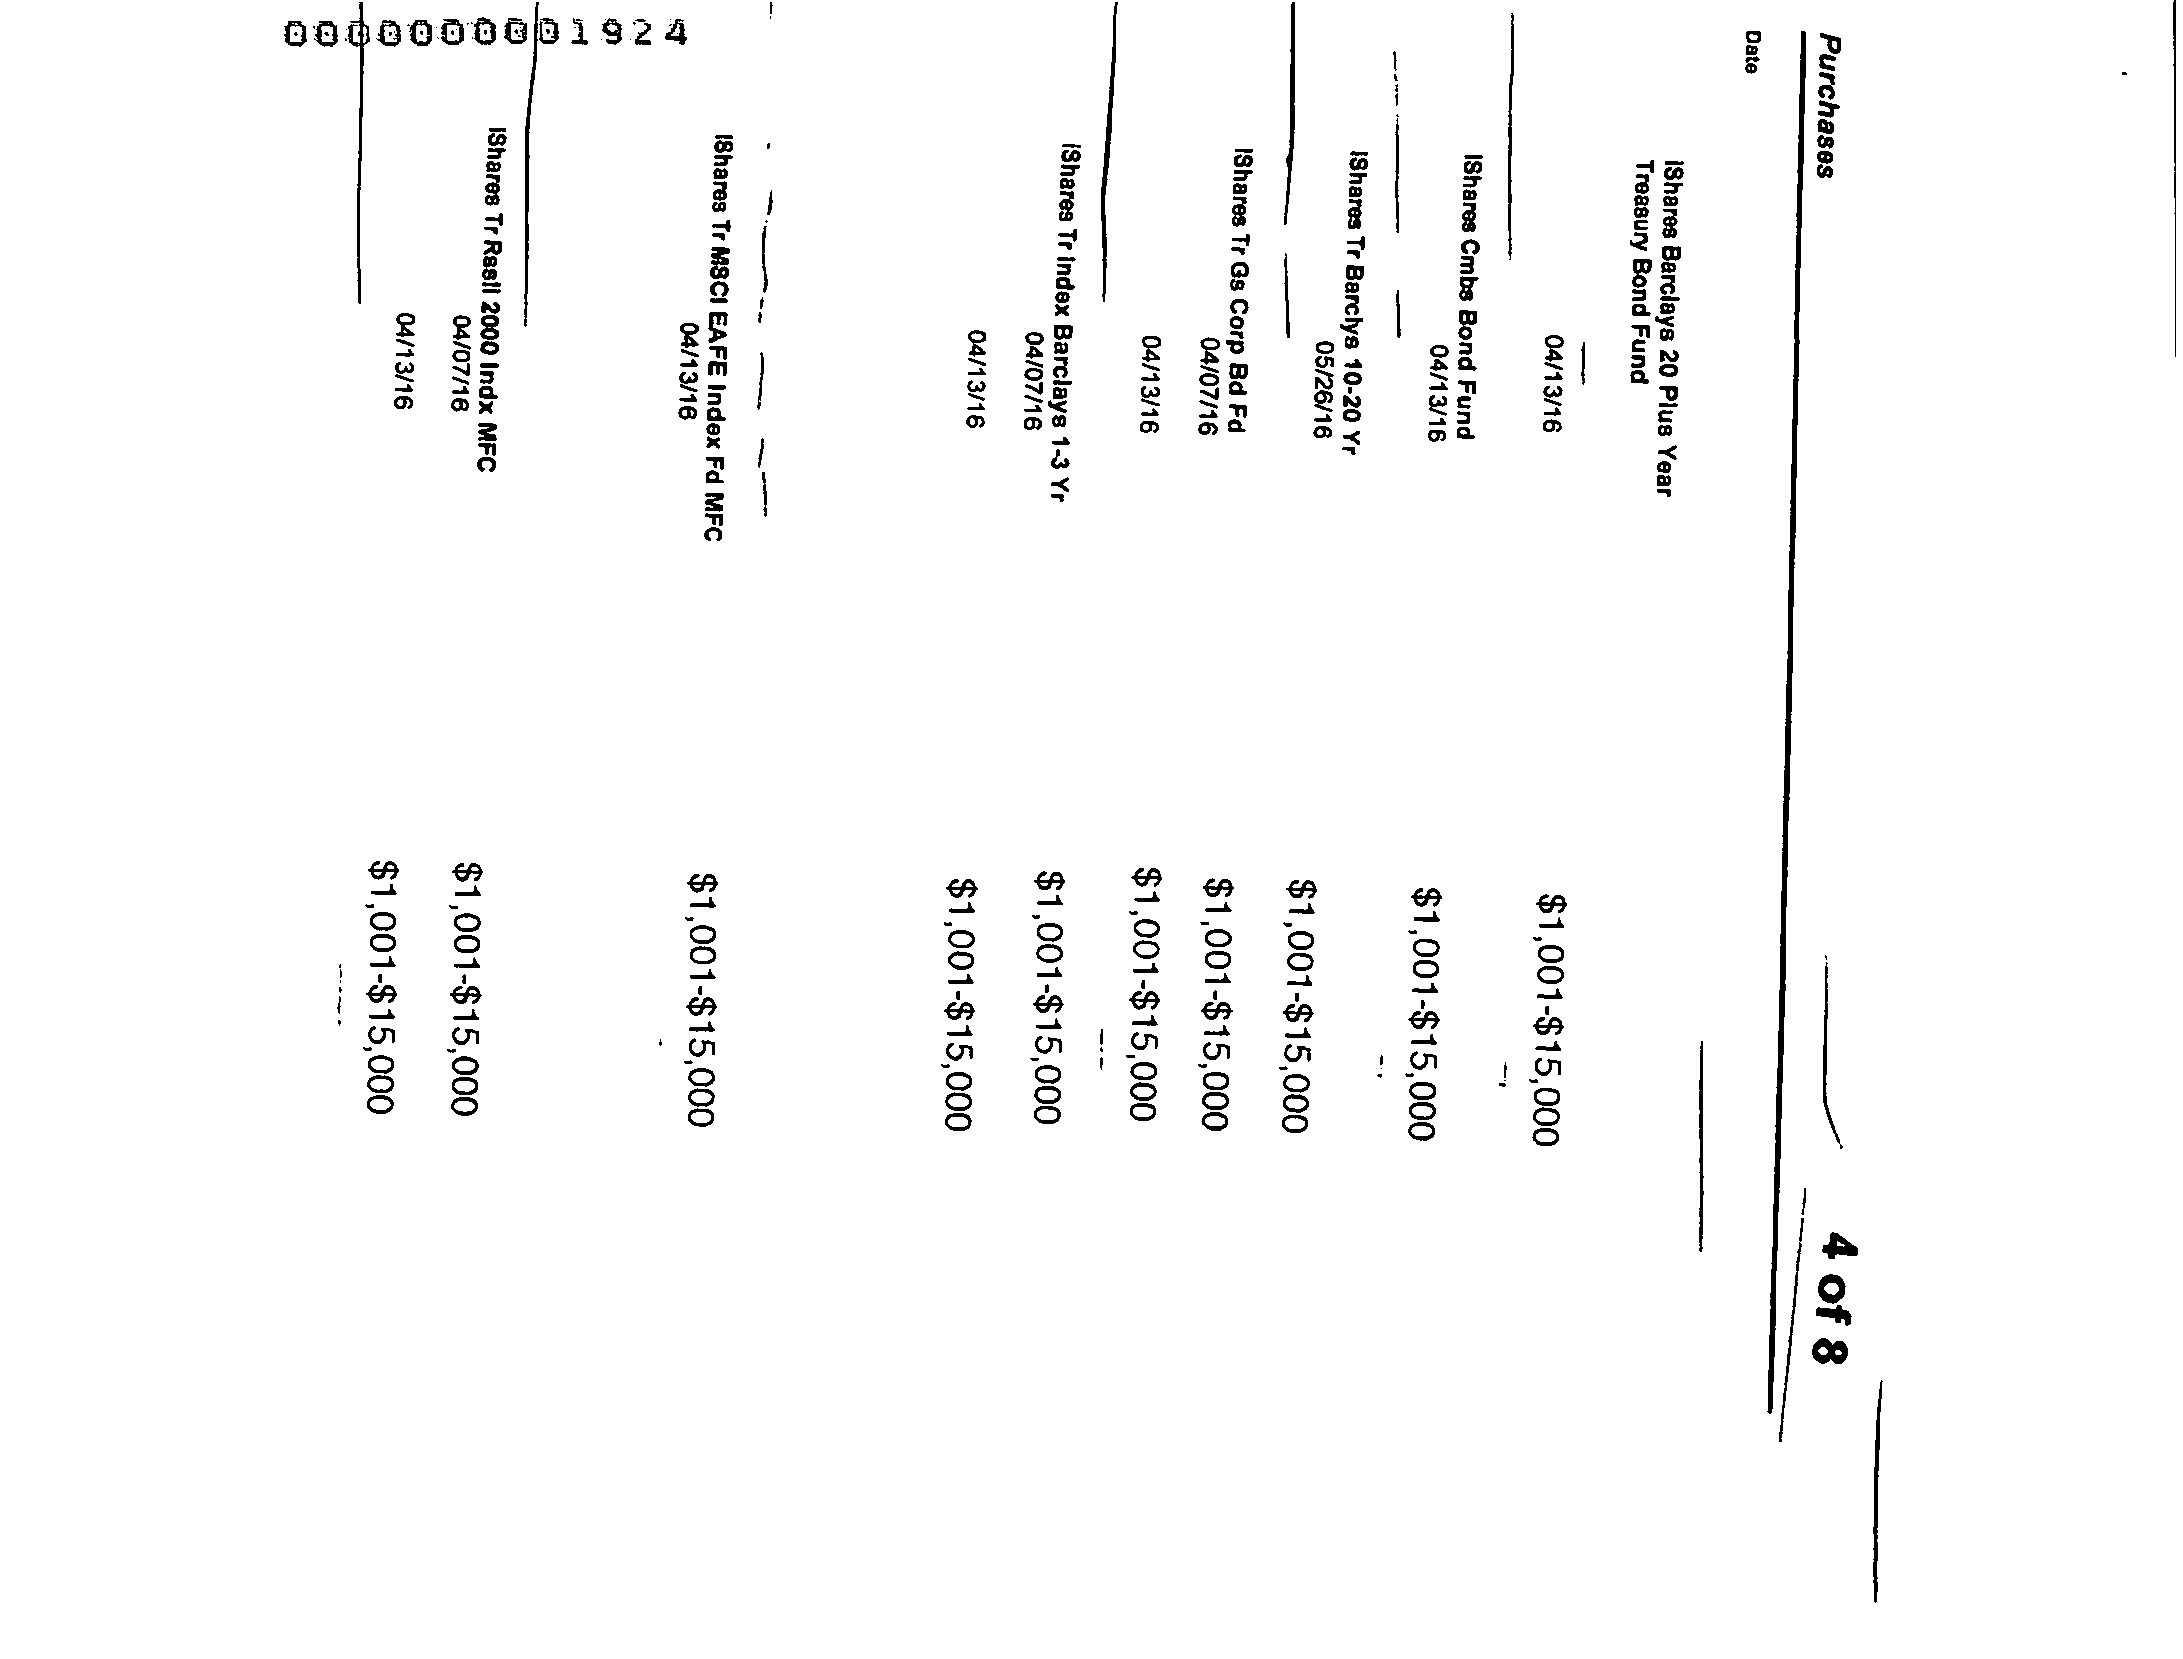 Purchases
4 of 8
Date
IShares Barclays 20 Plus Year
Treasury Bond Fund
04/13/16 $1,001-$15,000
IShares Cmbs Bond Fund
04/13/16 $1,001-$15,000
IShares Tr Barclys 10-20 Yr
05/26/16 $1,001-$15,000
IShares Tr Gs Corp Bd Fd
04/07/16 $1,001-$15,000
04/13/16 $1,001-$15,000
IShares Tr Index Barclays 1-3 Yr
04/07/16 $1,001-$15,000
04/13/16 $1,001-$15,000
IShares Tr MSCI EAFE Index Fd MFC
04/13/16 $1,001-$15,000
IShares Tr Rssll 2000 Indx MFC
04/07/16 $1,001-$15,000
04/13/16 $1,001-$15,000
0000000001924